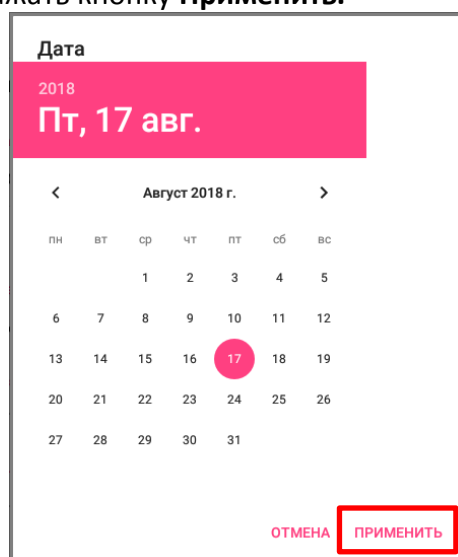 кнопку Применить.
Дата
2018
Пт, 17 авг.
Август 2018 г.
пн вт ср чт пт сб вс
1 2 3 4 5
6 7 8 9 10 11 12
13 14 15 16 17 18 19
20 21 22 23 24 25 26
27 28 29 30 31
ОТМЕНА ПРИМЕНИТЬ